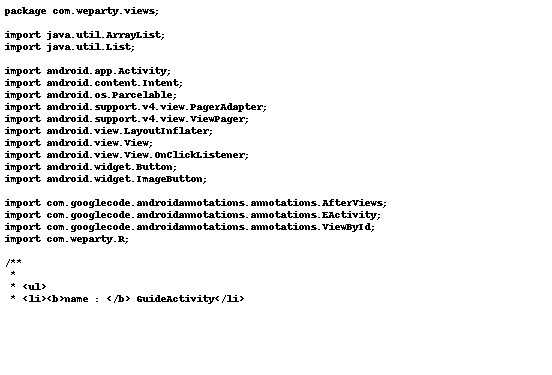 package com.weparty.views;

import java.util.ArrayList;
import java.util.List;

import android.app.Activity;
import android.content.Intent;
import android.os.Parcelable;
import android.support.v4.view.PagerAdapter;
import android.support.v4.view.ViewPager;
import android.view.LayoutInflater;
import android.view.View;
import android.view.View.OnClickListener;
import android.widget.Button;
import android.widget.ImageButton;

import com.googlecode.androidannotations.annotations.AfterViews;
import com.googlecode.androidannotations.annotations.EActivity;
import com.googlecode.androidannotations.annotations.ViewById;
import com.weparty.R;

/**
 *
 * <ul>
 * <li><b>name : </b> GuideActivity</li>